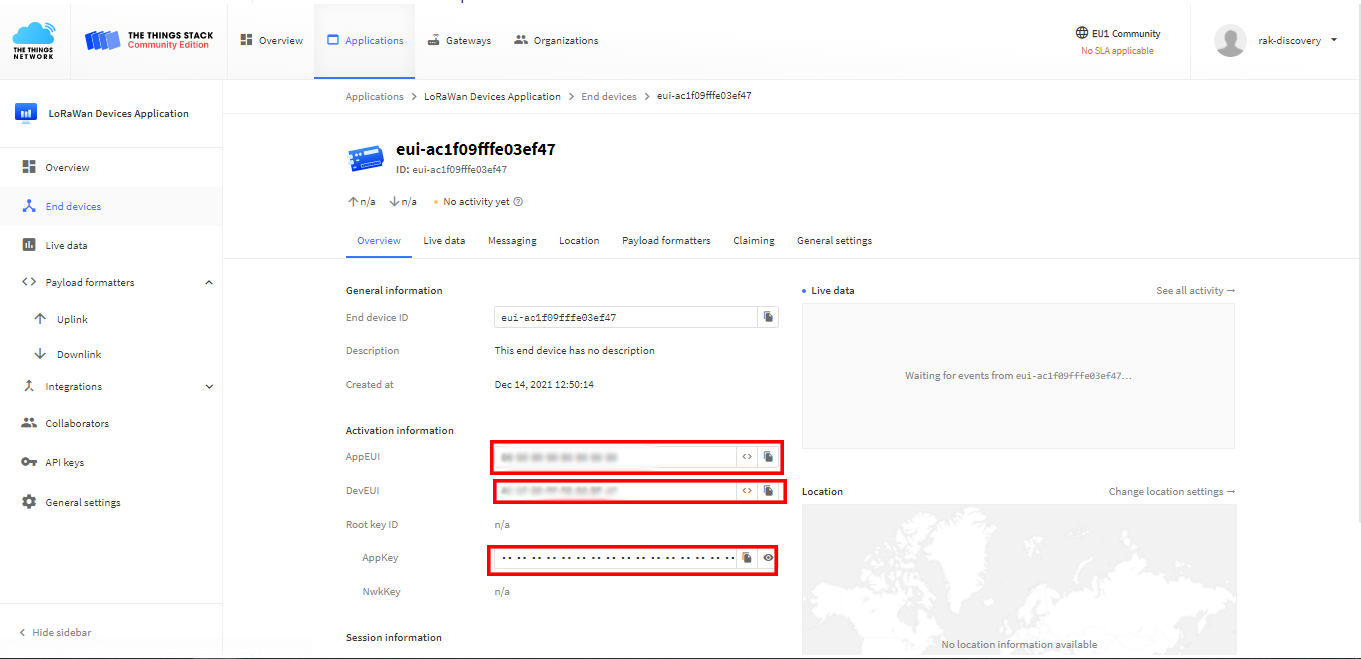 THE THINGS
NETWORK
THE THINGS STACK
Community Edition
Overview
Applications
Gateways
Organizations
EU1 Community
No SLA applicable
rak-discovery
LoRaWan Devices Application
Overview
End devices
Live data
Payload formatters
Uplink
Downlink
Integrations
Collaborators
API keys
General settings
Hide sidebar
Applications > LoRaWan Devices Application > End devices > eui-ac1f09fffe03ef47
eui-ac1f09fffe03ef47
ID: eui-ac1f09fffe03ef47
↑ n/a ↓ n/a • No activity yet
Overview Live data Messaging Location Payload formatters Claiming General settings
General information
End device ID eui-ac1f09fffe03ef47
Description This end device has no description
Created at Dec 14, 2021 12:50:14
Activation information
AppEUI
DevEUI
Root key ID n/a
AppKey •• •• •• •• •• •• •• •• •• •• •• •• •• •• •• ••
NwkKey n/a
Session information
Live data See all activity →
Waiting for events from eui-ac1f09fffe03ef47...
Location Change location settings →
No location information available